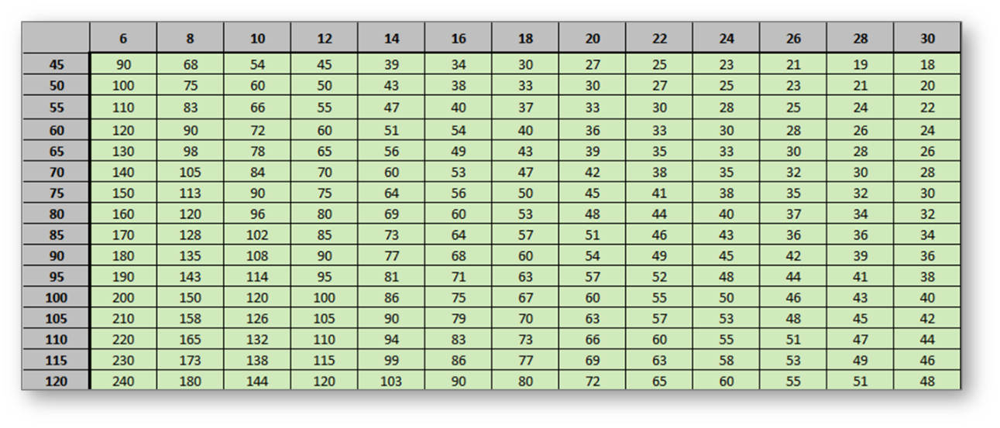 6 8 10 12 14 16 18 20 22 24 26 28 30
45 90 68 54 45 39 34 30 27 25 23 21 19 18
50 100 75 60 50 43 38 33 30 27 25 23 21 20
55 110 83 66 55 47 40 37 33 30 28 25 24 22
60 120 90 72 60 51 54 40 36 33 30 28 26 24
65 130 98 78 65 56 49 43 39 35 33 30 28 26
70 140 105 84 70 60 53 47 42 38 35 32 30 28
75 150 113 90 75 64 56 50 45 41 38 35 32 30
80 160 120 96 80 69 60 53 48 44 40 37 34 32
85 170 128 102 85 73 64 57 51 46 43 36 36 34
90 180 135 108 90 77 68 60 54 49 45 42 39 36
95 190 143 114 95 81 71 63 57 52 48 44 41 38
100 200 150 120 100 86 75 67 60 55 50 46 43 40
105 210 158 126 105 90 79 70 63 57 53 48 45 42
110 220 165 132 110 94 83 73 66 60 55 51 47 44
115 230 173 138 115 99 86 77 69 63 58 53 49 46
120 240 180 144 120 103 90 80 72 65 60 55 51 48